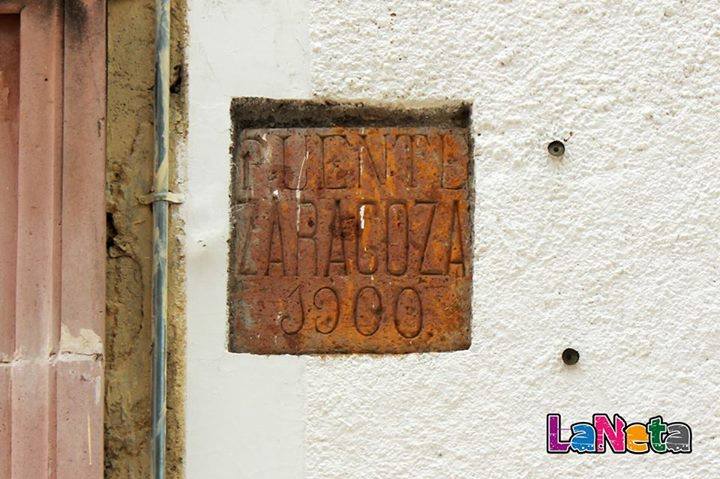 PUENTE
ZARAGOZA
1900
LaNeta